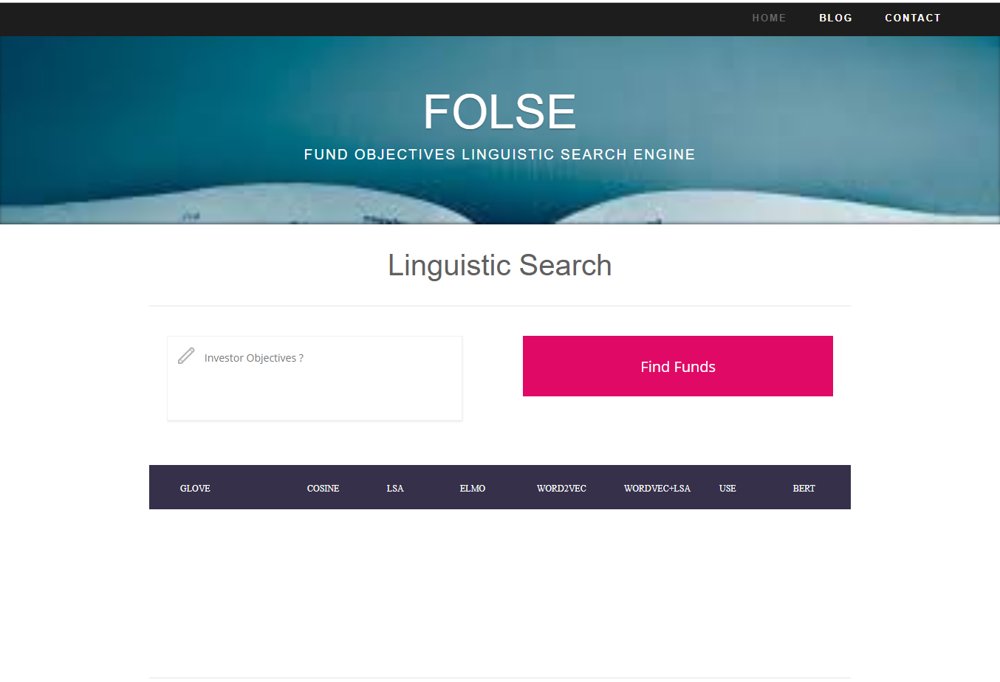 HOME BLOG CONTACT
FOLSE
FUND OBJECTIVES LINGUISTIC SEARCH ENGINE
Linguistic Search
Investor Objectives ?
Find Funds
GLOVE COSINE LSA ELMO WORD2VEC WORDVEC+LSA USE BERT